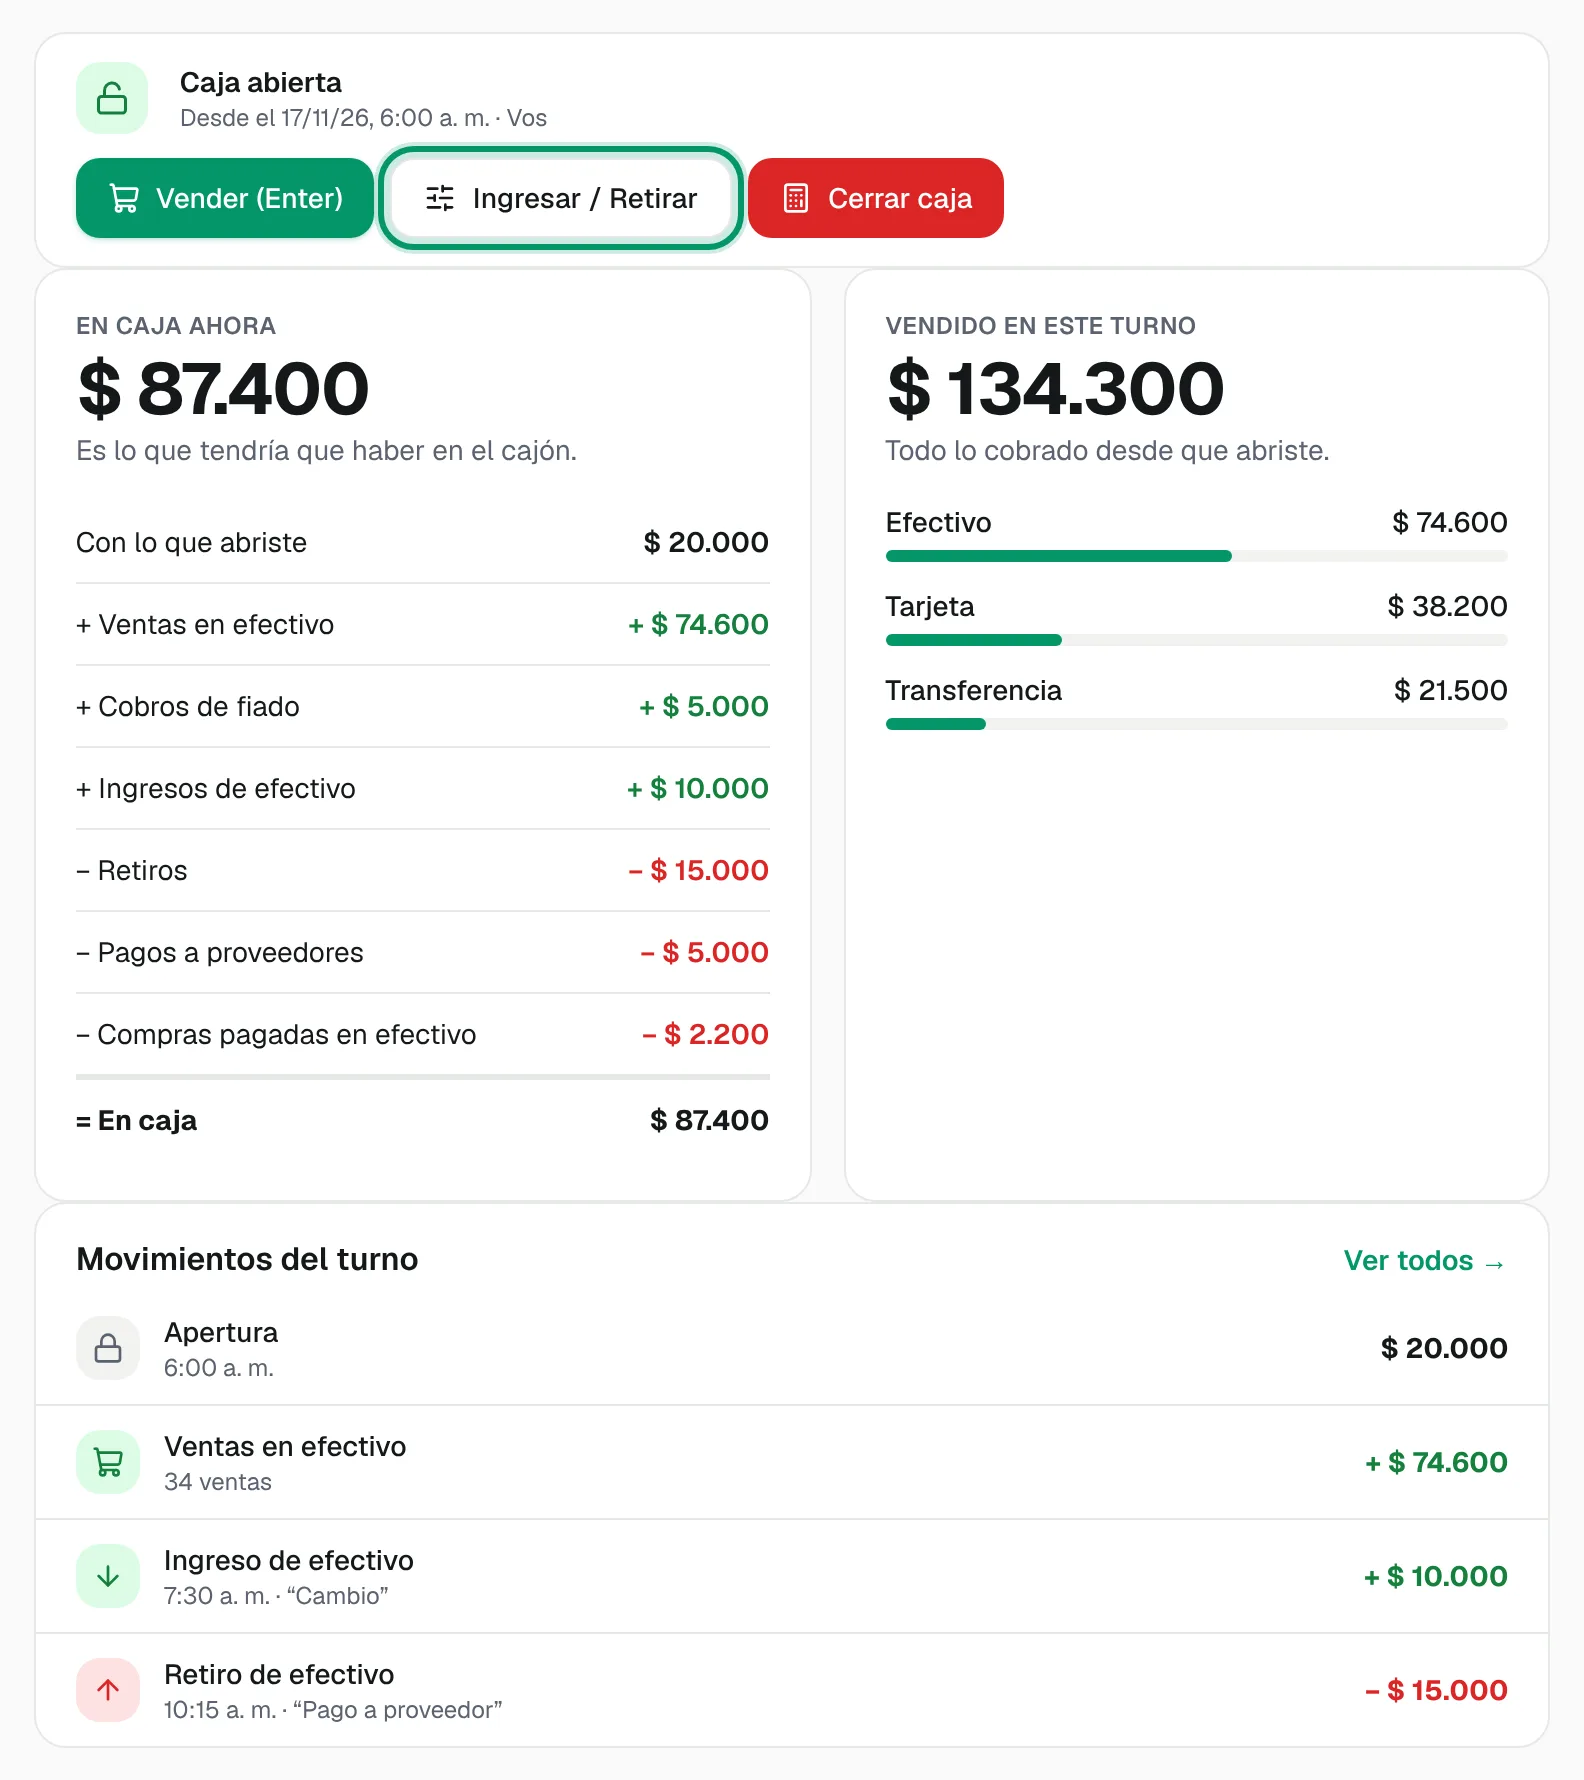 Caja abierta
Desde el 17/11/26, 6:00 a. m. · Vos
Vender (Enter)
Ingresar / Retirar
Cerrar caja
EN CAJA AHORA
$ 87.400
Es lo que tendría que haber en el cajón.
Con lo que abriste $ 20.000
+ Ventas en efectivo + $ 74.600
+ Cobros de fiado + $ 5.000
+ Ingresos de efectivo + $ 10.000
− Retiros − $ 15.000
− Pagos a proveedores − $ 5.000
− Compras pagadas en efectivo − $ 2.200
= En caja $ 87.400
VENDIDO EN ESTE TURNO
$ 134.300
Todo lo cobrado desde que abriste.
Efectivo $ 74.600
Tarjeta $ 38.200
Transferencia $ 21.500
Movimientos del turno
Ver todos →
Apertura
6:00 a. m.
$ 20.000
Ventas en efectivo
34 ventas
+ $ 74.600
Ingreso de efectivo
7:30 a. m. · “Cambio”
+ $ 10.000
Retiro de efectivo
10:15 a. m. · “Pago a proveedor”
− $ 15.000